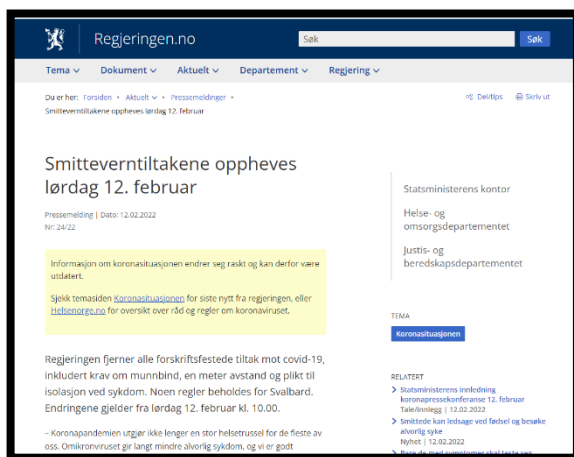 Regjeringen.no
Søk
Søk
Tema
Dokument
Aktuelt
Departement
Regjering
Du er her: Forsiden • Aktuelt • Pressemeldinger •
Smitteverntiltakene oppheves lørdag 12. februar
Del/tips
Skriv ut
Smitteverntiltakene oppheves
lørdag 12. februar
Pressemelding | Dato: 12.02.2022
Nr: 24/22
Informasjon om koronasituasjonen endrer seg raskt og kan derfor være
utdatert.
Sjekk temasiden Koronasituasjonen for siste nytt fra regjeringen, eller
Helsenorge.no for oversikt over råd og regler om koronaviruset.
Regjeringen fjerner alle forskriftsfestede tiltak mot covid-19,
inkludert krav om munnbind, en meter avstand og plikt til
isolasjon ved sykdom. Noen regler beholdes for Svalbard.
Endringene gjelder fra lørdag 12. februar kl. 10.00.
– Koronapandemien utgjør ikke lenger en stor helsetrussel for de fleste av
oss. Omikronviruset gir langt mindre alvorlig sykdom, og vi er godt
Statsministerens kontor
Helse- og
omsorgsdepartementet
Justis- og
beredskapsdepartementet
TEMA
Koronasituasjonen
RELATERT
Statsministerens innledning
koronapressekonferanse 12. februar
Tale/innlegg | 12.02.2022
Smittede kan ledsage ved fødsel og besøke
alvorlig syke
Nyhet | 12.02.2022
Bare de med symptomer skal teste seg